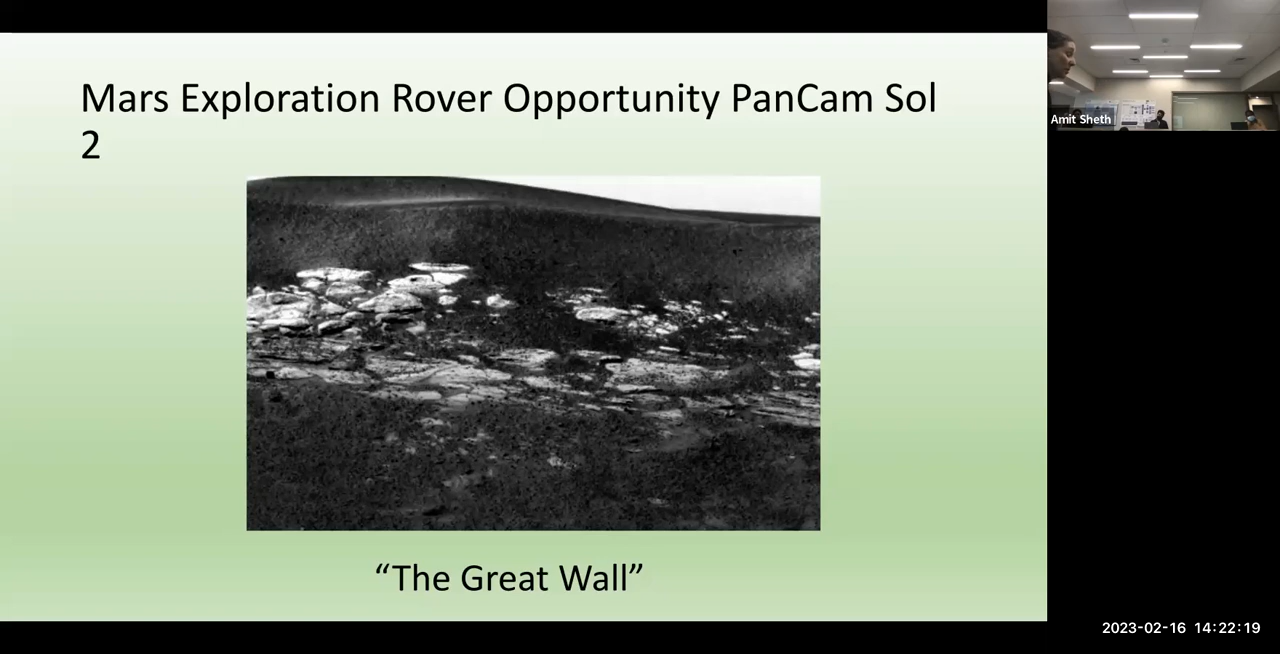 Mars Exploration Rover Opportunity PanCam Sol
2
Amit Sheth
“The Great Wall”
2023-02-16 14:22:19